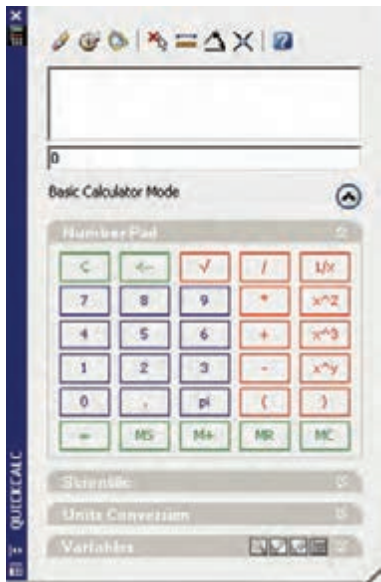 0
Basic Calculator Mode
Number Pad
C <-- √ / 1/x
7 8 9 * x^2
4 5 6 + x^3
1 2 3 - x^y
0 . pi ( )
= MS M+ MR MC
Scientific
Units Conversion
Variables
QUICKCALC